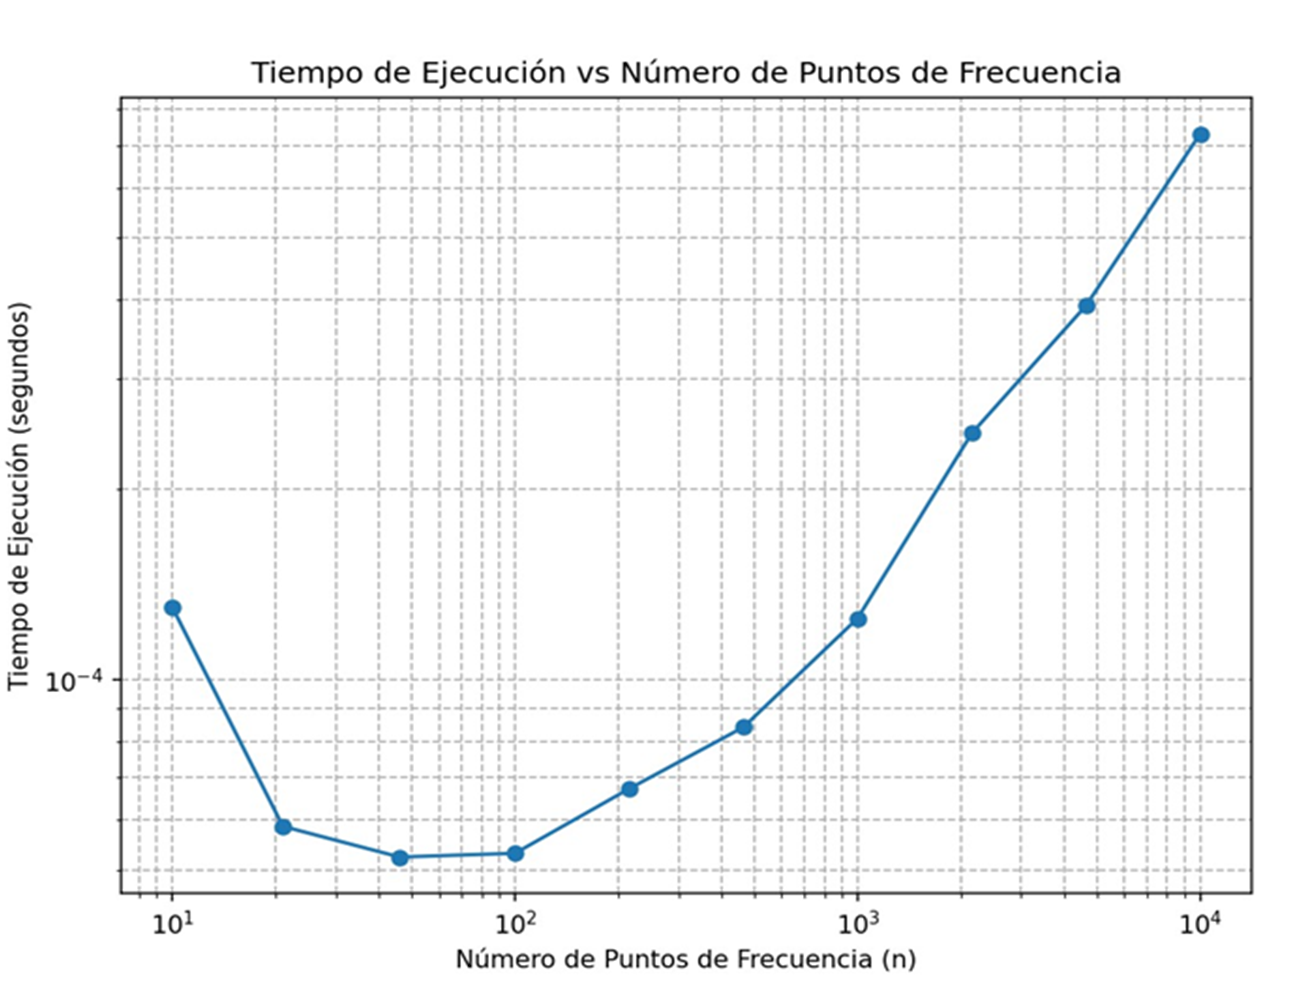 Tiempo de Ejecución vs Número de Puntos de Frecuencia
Tiempo de Ejecución (segundos)
10⁻⁴
10¹ 10² 10³ 10⁴
Número de Puntos de Frecuencia (n)